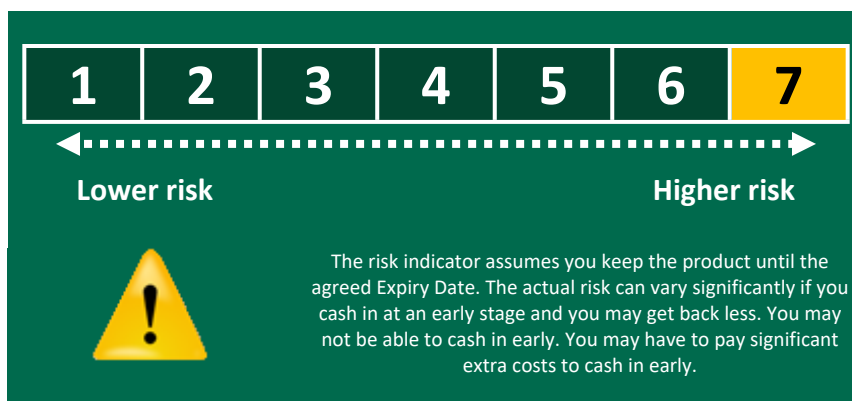 1 2 3 4 5 6 7
Lower risk Higher risk
The risk indicator assumes you keep the product until the
agreed Expiry Date. The actual risk can vary significantly if you
cash in at an early stage and you may get back less. You may
not be able to cash in early. You may have to pay significant
extra costs to cash in early.